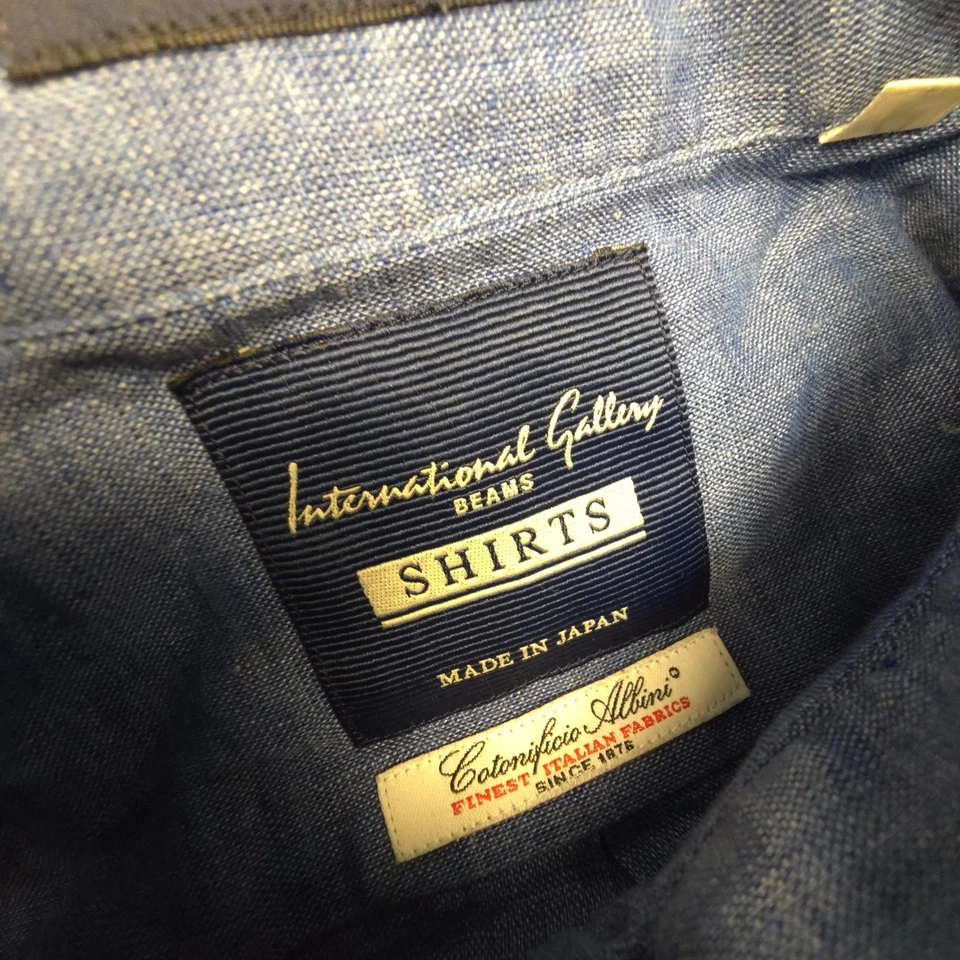 International Gallery
BEAMS
SHIRTS
MADE IN JAPAN
Cotonificio Albini
FINEST ITALIAN FABRICS
SINCE 1876